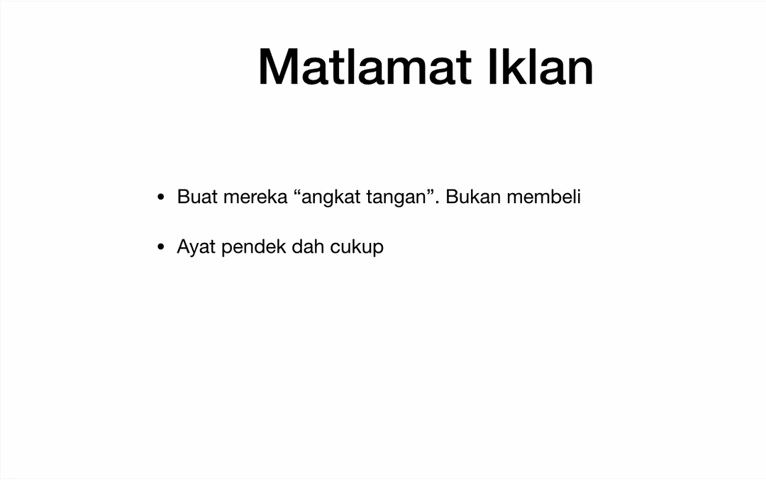 Matlamat Iklan
• Buat mereka “angkat tangan”. Bukan membeli
• Ayat pendek dah cukup